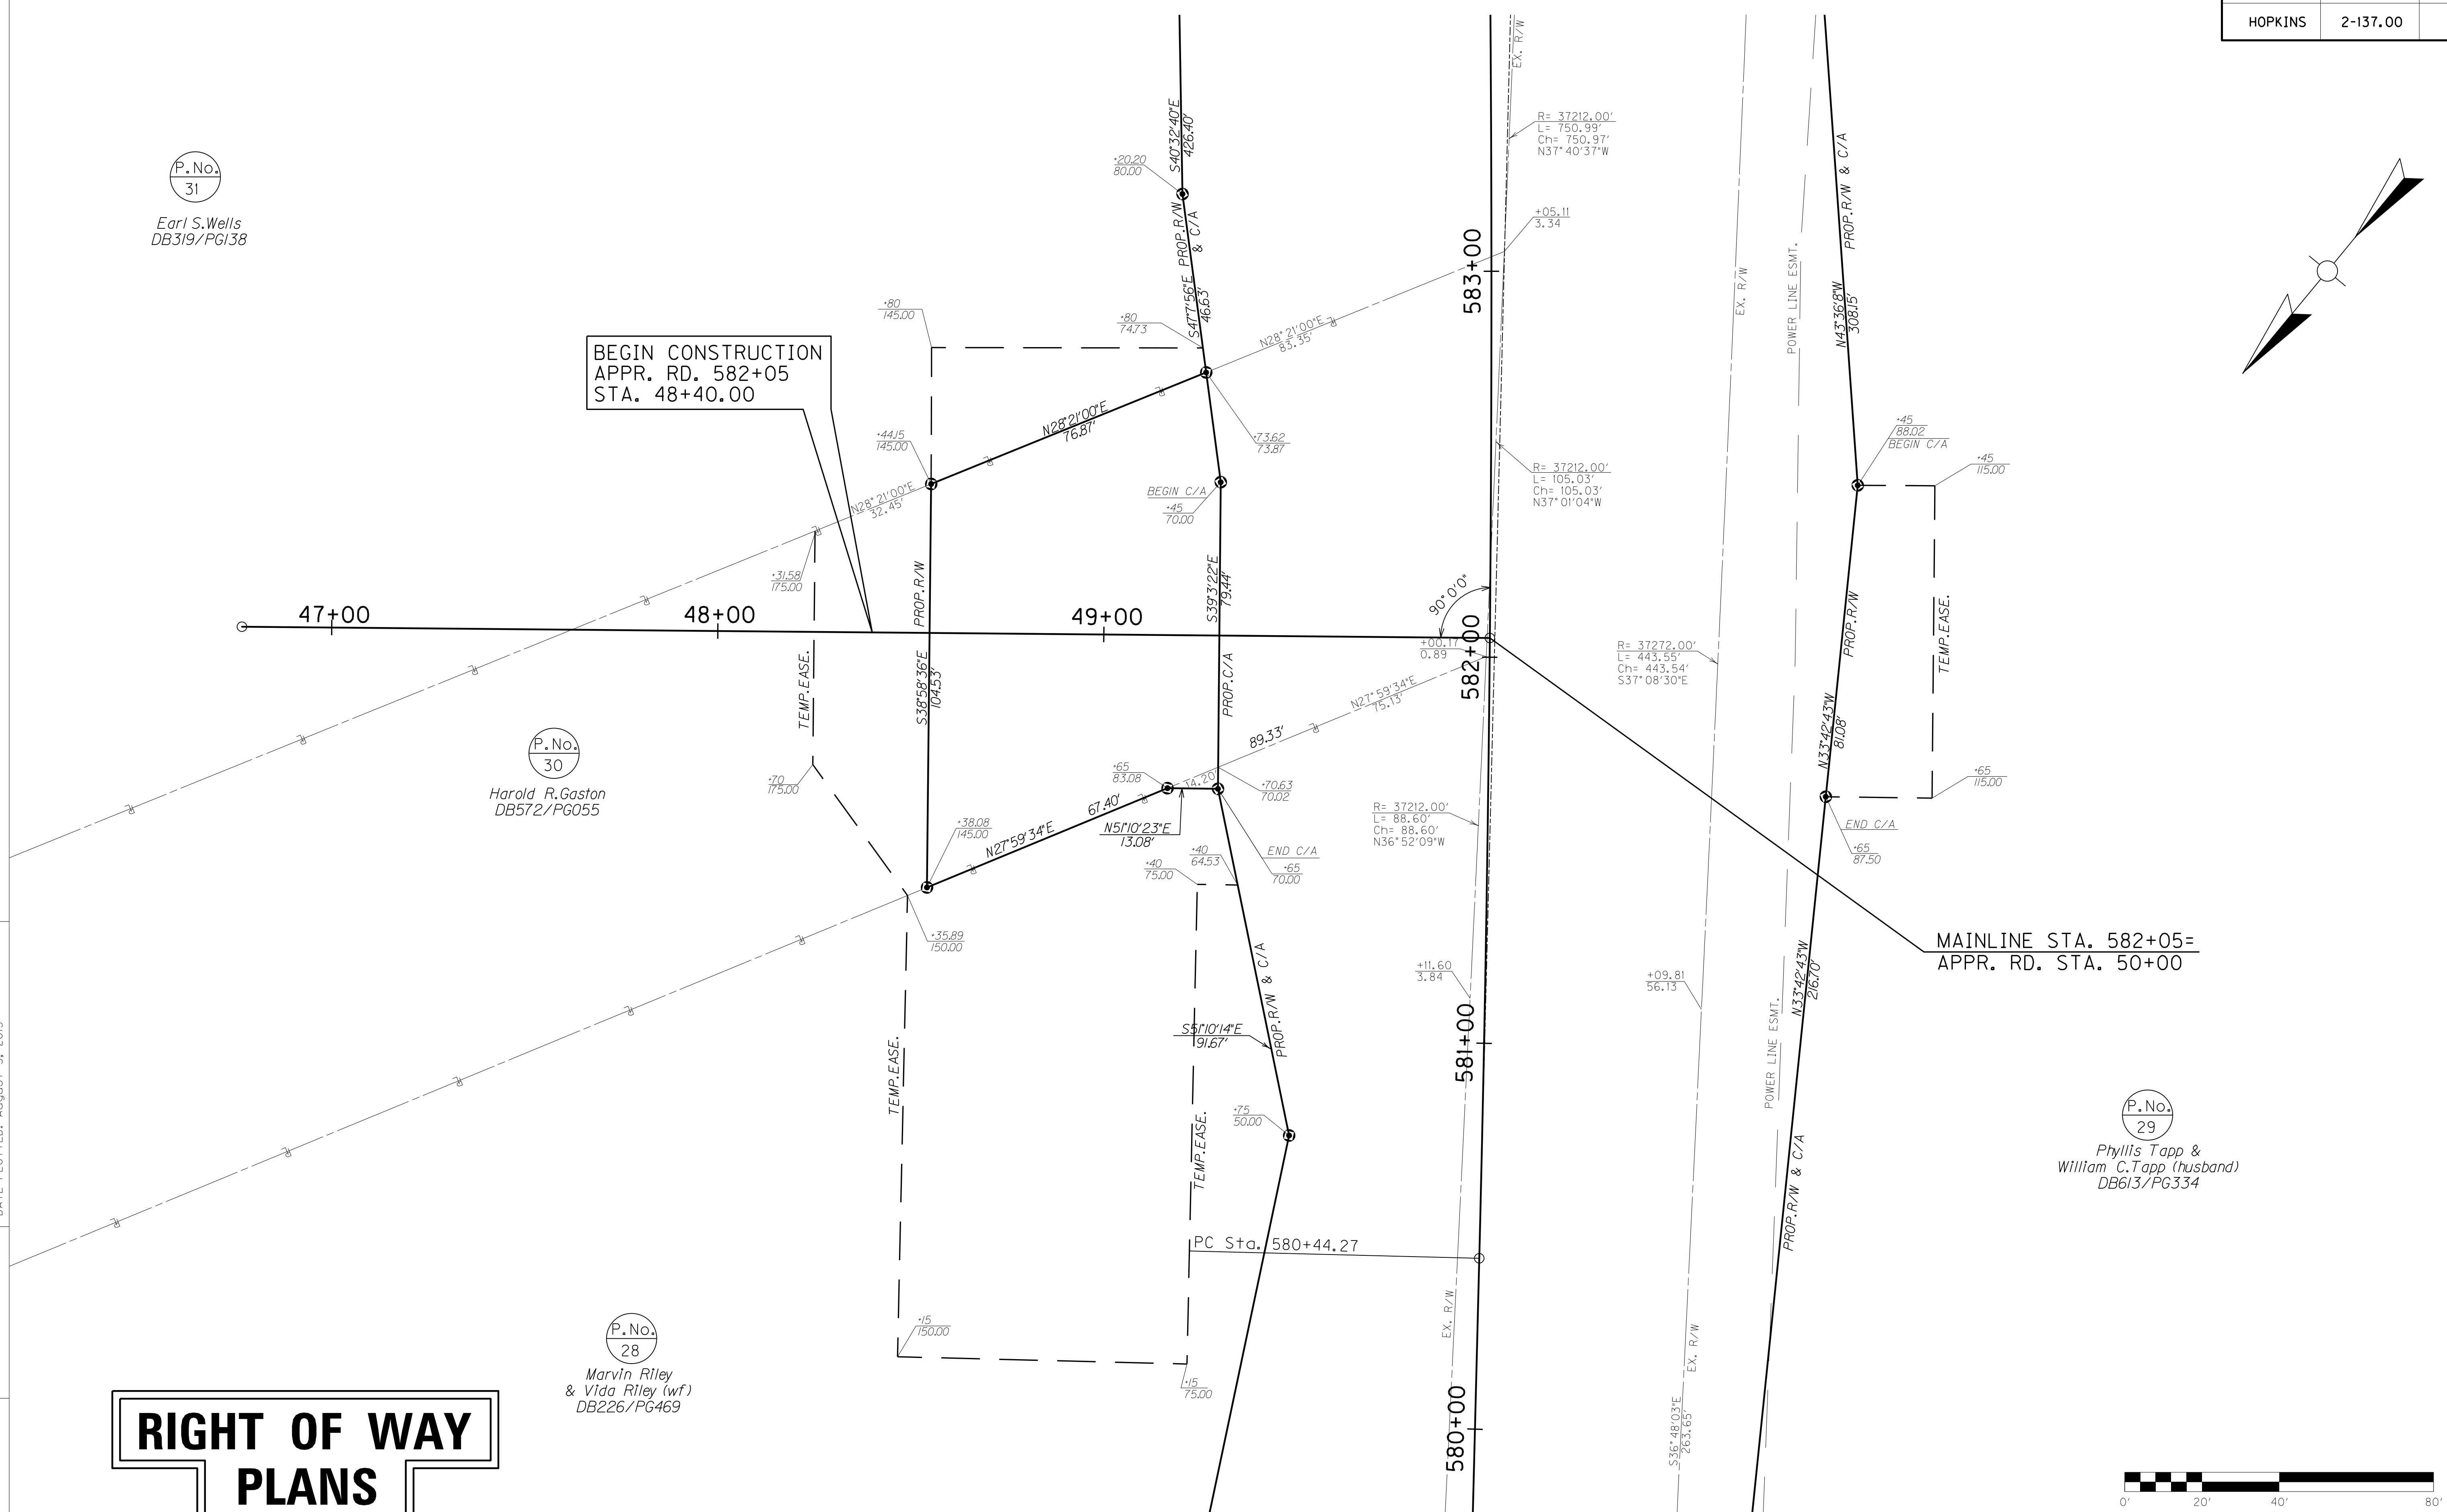 HOPKINS 2-137.00
P.No.
31
Earl S.Wells
DB319/PG138
S40°32'40"E
426.40'
+20.20
80.00
PROP.R/W
& C/A
S47°7'56"E
46.63'
EX. R/W
R= 37212.00'
L= 750.99'
Ch= 750.97'
N37°40'37"W
+05.11
3.34
583+00
EX. R/W
POWER LINE ESMT.
PROP.R/W & C/A
N43°36'8"W
308.15'
+80
145.00
+80
74.73
N28°21'00"E
83.35'
BEGIN CONSTRUCTION
APPR. RD. 582+05
STA. 48+40.00
N28°21'00"E
76.87'
+44.15
145.00
+73.62
73.87
+45
88.02
BEGIN C/A
+45
115.00
R= 37212.00'
L= 105.03'
Ch= 105.03'
N37°01'04"W
N28°21'00"E
32.45'
BEGIN C/A
+45
70.00
+31.58
175.00
PROP.R/W
S39°3'22"E
79.44'
90°0'0"
47+00
48+00
49+00
582+00
+00.17
0.89
PROP.R/W
TEMP.EASE.
R= 37272.00'
L= 443.55'
Ch= 443.54'
S37°08'30"E
TEMP.EASE.
S38°58'36"E
104.53'
PROP.C/A
N27°59'34"E
75.13'
89.33'
N33°42'43"W
81.08'
P.No.
30
Harold R.Gaston
DB572/PG055
+70
175.00
+65
83.08
14.20'
+70.63
70.02
+65
115.00
67.40'
N27°59'34"E
+38.08
145.00
N51°10'23"E
13.08'
R= 37212.00'
L= 88.60'
Ch= 88.60'
N36°52'09"W
END C/A
+65
87.50
+40
64.53
+40
75.00
END C/A
+65
70.00
+35.89
150.00
MAINLINE STA. 582+05=
APPR. RD. STA. 50+00
PROP.R/W & C/A
+11.60
3.84
+09.81
56.13
N33°42'43"W
216.70'
S51°10'14"E
91.67'
581+00
POWER LINE ESMT.
TEMP.EASE.
TEMP.EASE.
+75
50.00
P.No.
29
Phyllis Tapp &
William C.Tapp (husband)
DB613/PG334
PROP.R/W & C/A
PC Sta. 580+44.27
EX. R/W
EX. R/W
+15
150.00
+15
75.00
P.No.
28
Marvin Riley
& Vida Riley (wf)
DB226/PG469
580+00
S36°48'03"E
263.65'
RIGHT OF WAY
PLANS
0' 20' 40' 80'